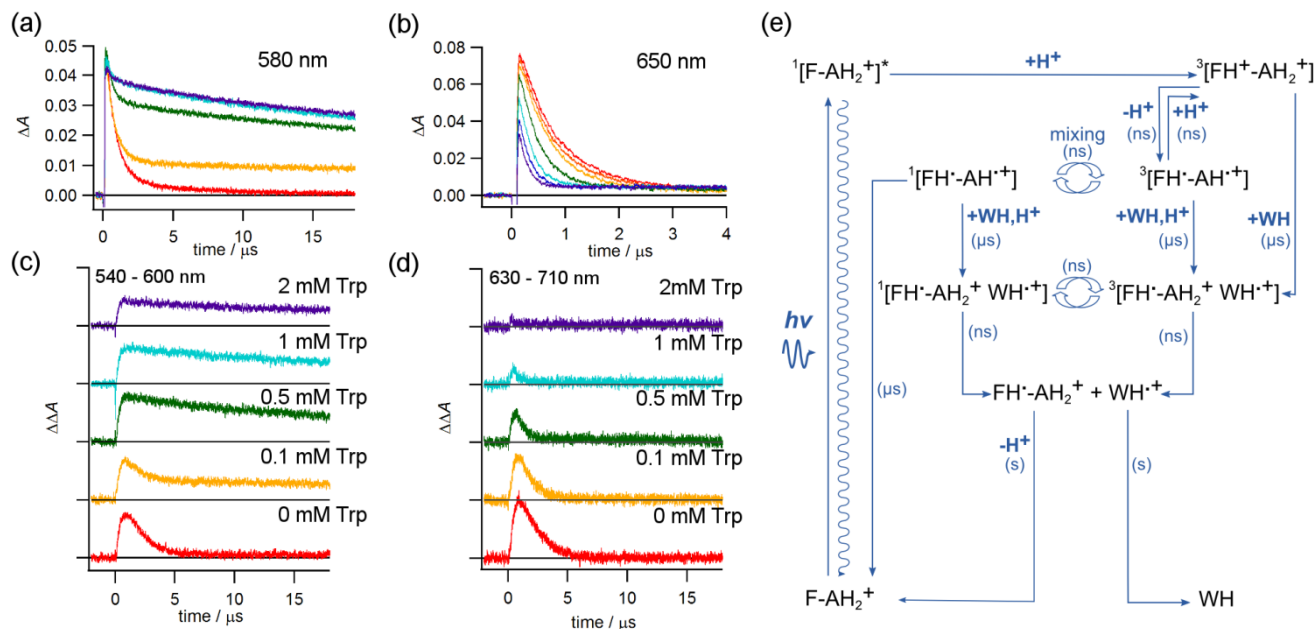 (a)
580 nm
0.05
0.04
0.03
0.02
0.01
0.00
ΔA
0 5 10 15
time / μs
(b)
650 nm
0.08
0.06
0.04
0.02
0.00
ΔA
-1 0 1 2 3 4
time / μs
(c)
540 - 600 nm
2 mM Trp
1 mM Trp
0.5 mM Trp
0.1 mM Trp
0 mM Trp
ΔΔA
0 5 10 15
time / μs
(d)
630 - 710 nm
2mM Trp
1 mM Trp
0.5 mM Trp
0.1 mM Trp
0 mM Trp
ΔΔA
0 5 10 15
time / μs
(e)
¹[F-AH₂⁺]*
+H⁺
³[FH⁺-AH₂⁺]
-H⁺
(ns)
+H⁺
(ns)
mixing
(ns)
¹[FH•-AH•⁺]
³[FH•-AH•⁺]
+WH,H⁺
(μs)
+WH,H⁺
(μs)
+WH
(μs)
(ns)
¹[FH•-AH₂⁺ WH•⁺]
³[FH•-AH₂⁺ WH•⁺]
hν
(ns)
(ns)
(μs)
FH•-AH₂⁺ + WH•⁺
-H⁺
(s)
(s)
F-AH₂⁺
WH